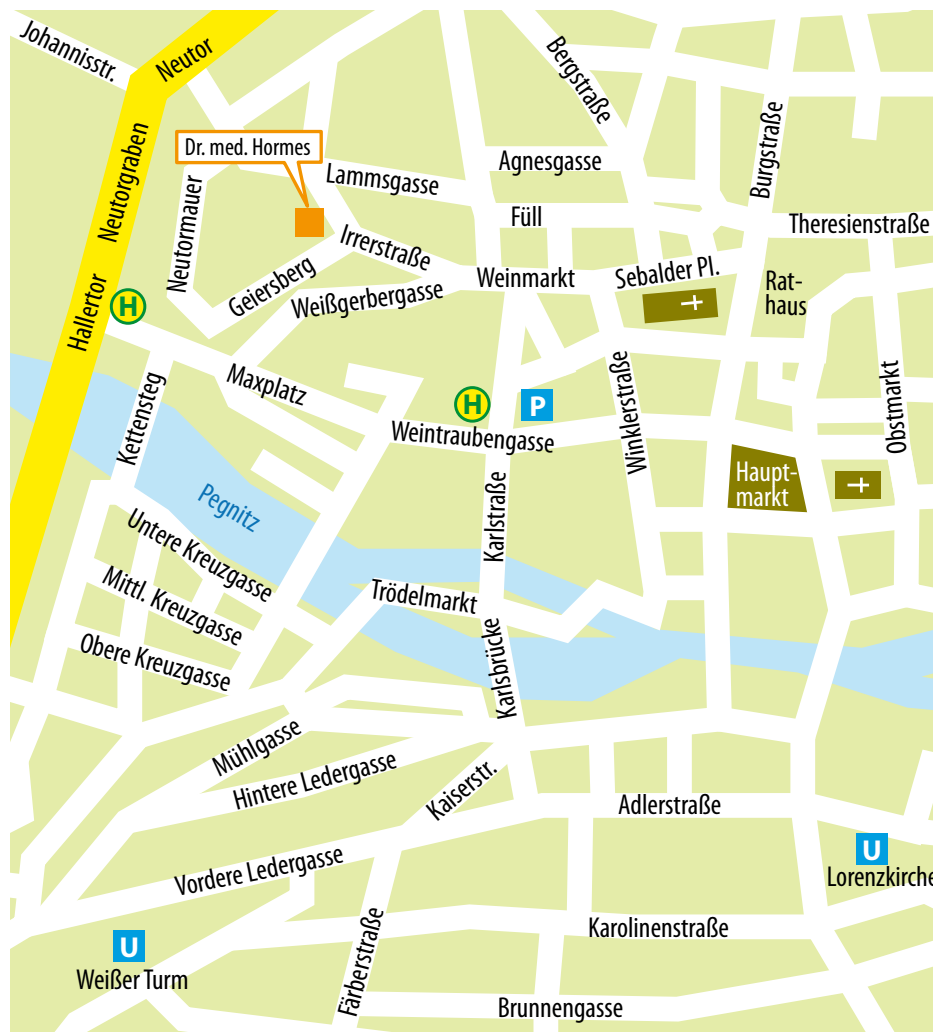 Johannisstr.
Neutor
Bergstraße
Dr. med. Hormes
Neutorgraben
Burgstraße
Agnesgasse
Lammsgasse
Füll
Theresienstraße
Neutormauer
Irrerstraße
Geiersberg
Weinmarkt
Sebalder Pl.
Rat-
haus
Weißgerbergasse
Hallertor
H
Maxplatz
H
P
Winklerstraße
Obstmarkt
Kettensteg
Weintraubengasse
Haupt-
markt
Pegnitz
Karlstraße
Untere Kreuzgasse
Mittl. Kreuzgasse
Trödelmarkt
Obere Kreuzgasse
Karlsbrücke
Mühlgasse
Hintere Ledergasse
Kaiserstr.
Adlerstraße
Vordere Ledergasse
U
Lorenzkirche
Färberstraße
Karolinenstraße
U
Weißer Turm
Brunnengasse